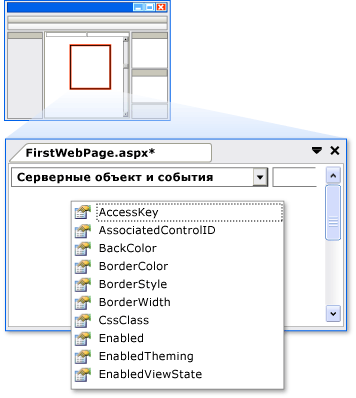 FirstWebPage.aspx*
Серверные объект и события
AccessKey
AssociatedControlID
BackColor
BorderColor
BorderStyle
BorderWidth
CssClass
Enabled
EnabledTheming
EnabledViewState